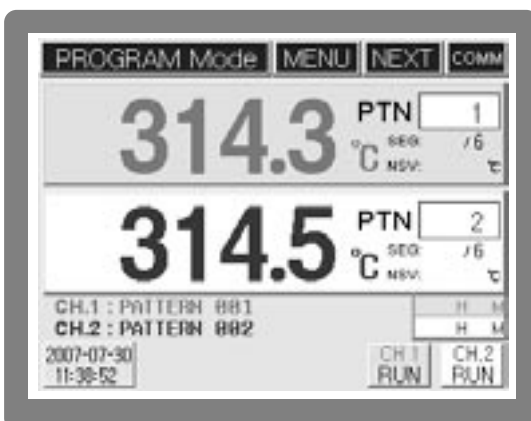 PROGRAM Mode MENU NEXT COMM
314.3 °C PTN 1
SEG: /6
NSV: ℃
314.5 °C PTN 2
SEG: /6
NSV: ℃
CH.1 : PATTERN 001 H M
CH.2 : PATTERN 002 H M
2007-07-30
11:38:52
CH.1 RUN
CH.2 RUN